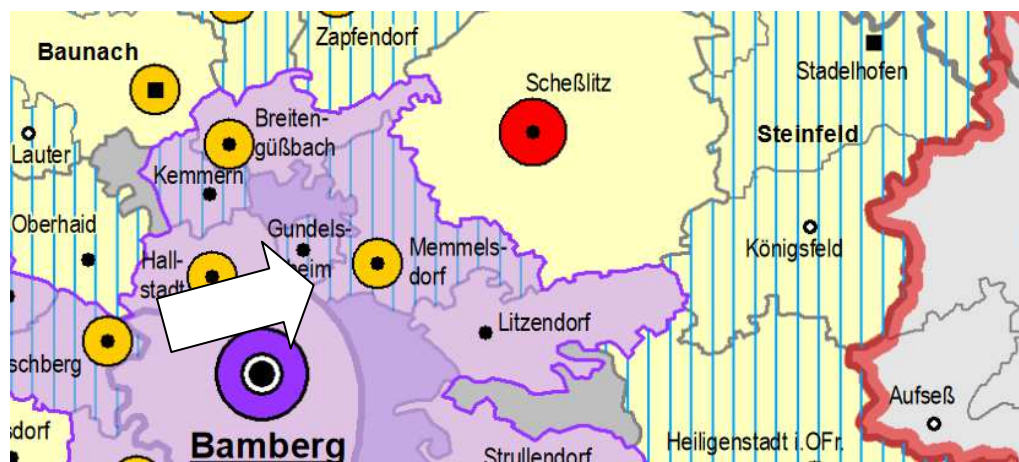 Zapfendorf
Baunach
Scheßlitz
Stadelhofen
Breiten-
güßbach
Steinfeld
Lauter
Kemmern
Oberhaid
Gundels-
heim
Memmels-
dorf
Königsfeld
Hall-
stadt
Litzendorf
schberg
Aufseß
sdorf
Bamberg
Strullendorf
Heiligenstadt i.OFr.